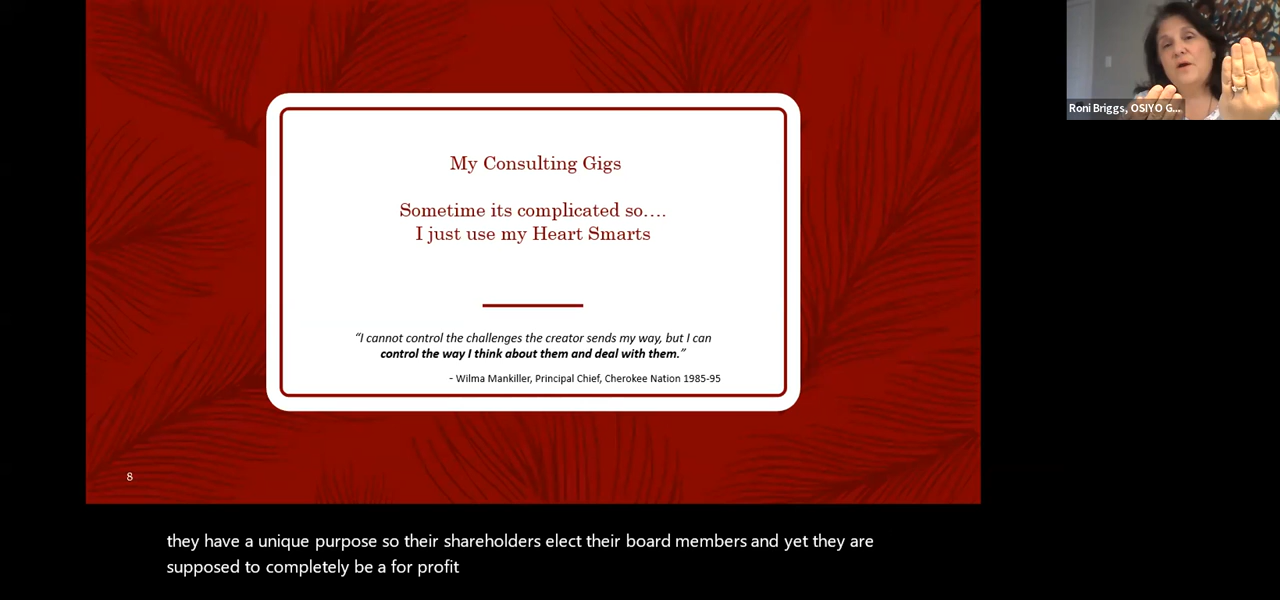 My Consulting Gigs
Sometime its complicated so….
I just use my Heart Smarts
“I cannot control the challenges the creator sends my way, but I can
control the way I think about them and deal with them.”
- Wilma Mankiller, Principal Chief, Cherokee Nation 1985-95
8
Roni Briggs, OSIYO G...
they have a unique purpose so their shareholders elect their board members and yet they are
supposed to completely be a for profit